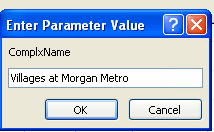 Enter Parameter Value
ComplxName
Villages at Morgan Metro
OK
Cancel